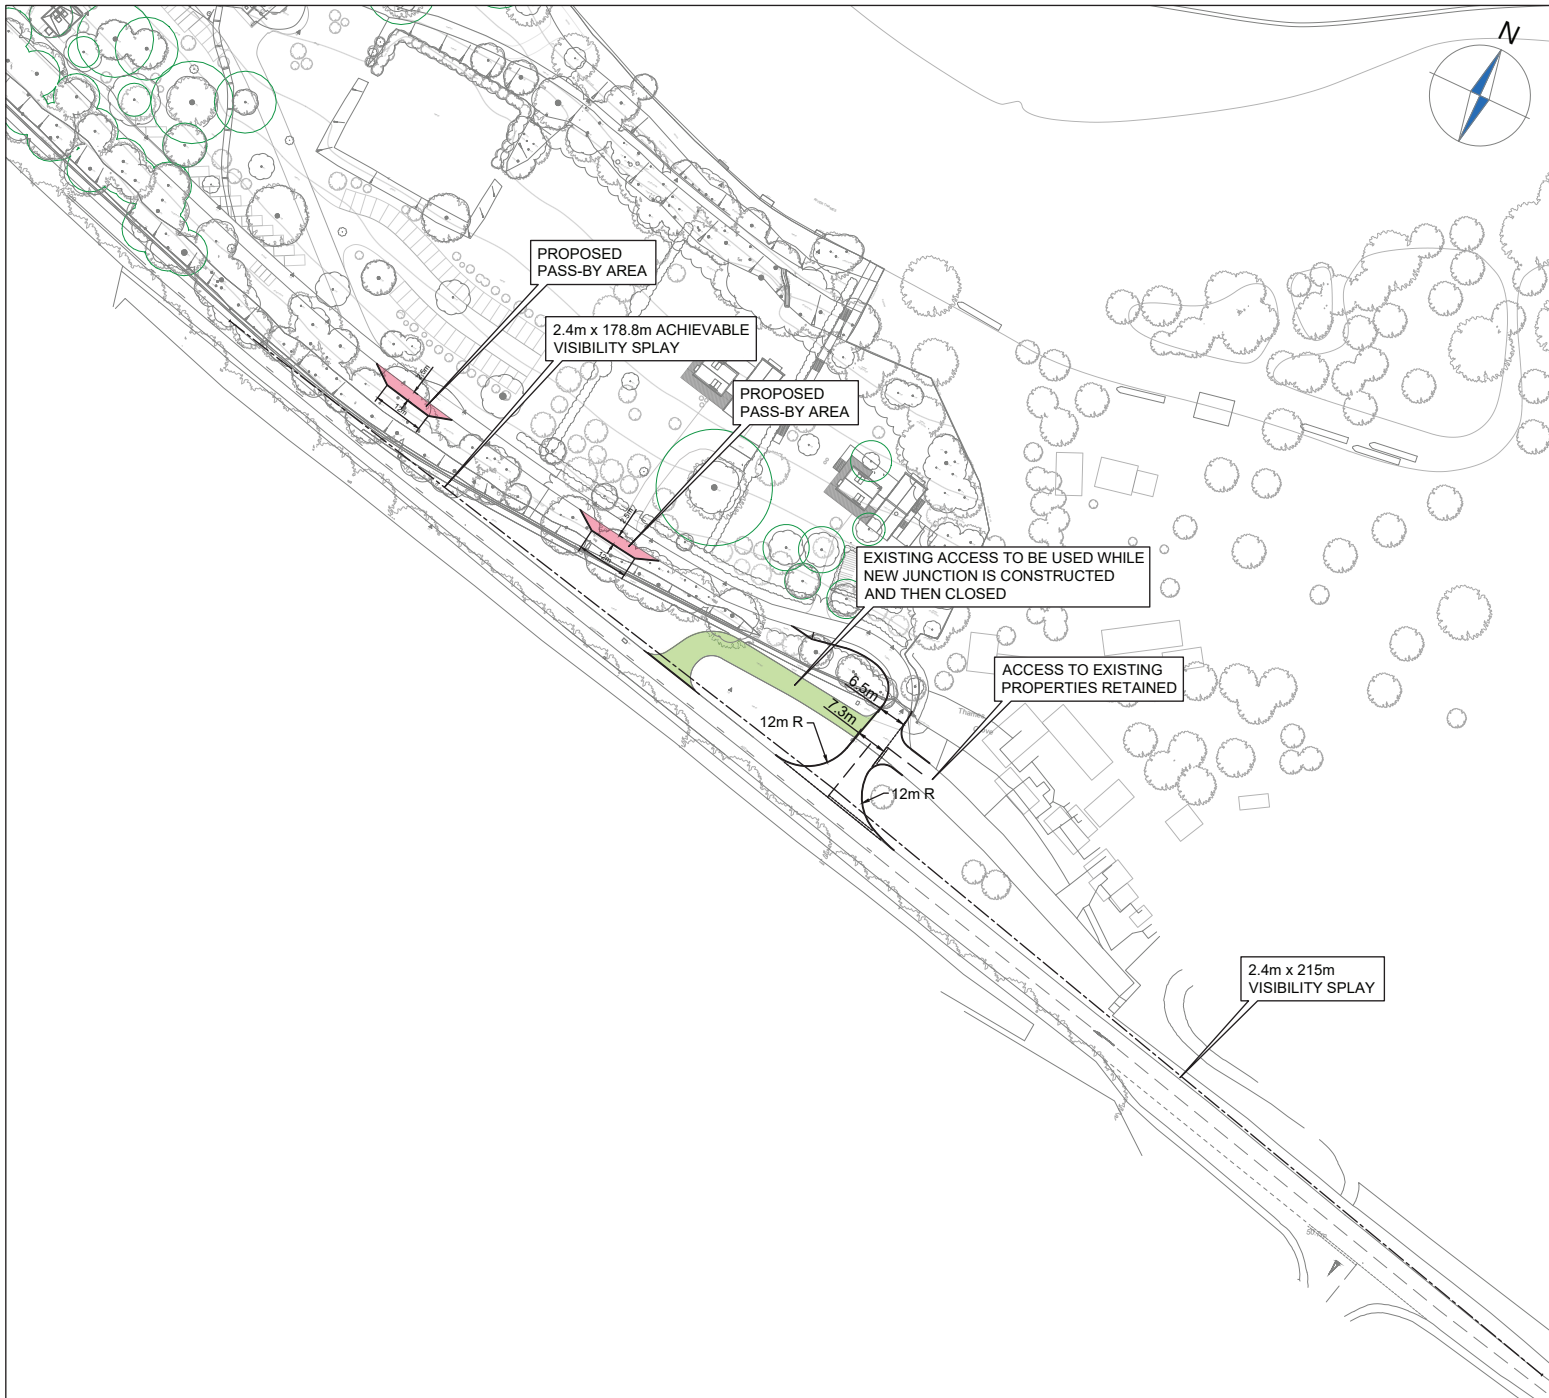 N
PROPOSED
PASS-BY AREA
2.4m x 178.8m ACHIEVABLE
VISIBILITY SPLAY
PROPOSED
PASS-BY AREA
12m
EXISTING ACCESS TO BE USED WHILE
NEW JUNCTION IS CONSTRUCTED
AND THEN CLOSED
ACCESS TO EXISTING
PROPERTIES RETAINED
6.5m
7.3m
12m R
12m R
2.4m x 215m
VISIBILITY SPLAY